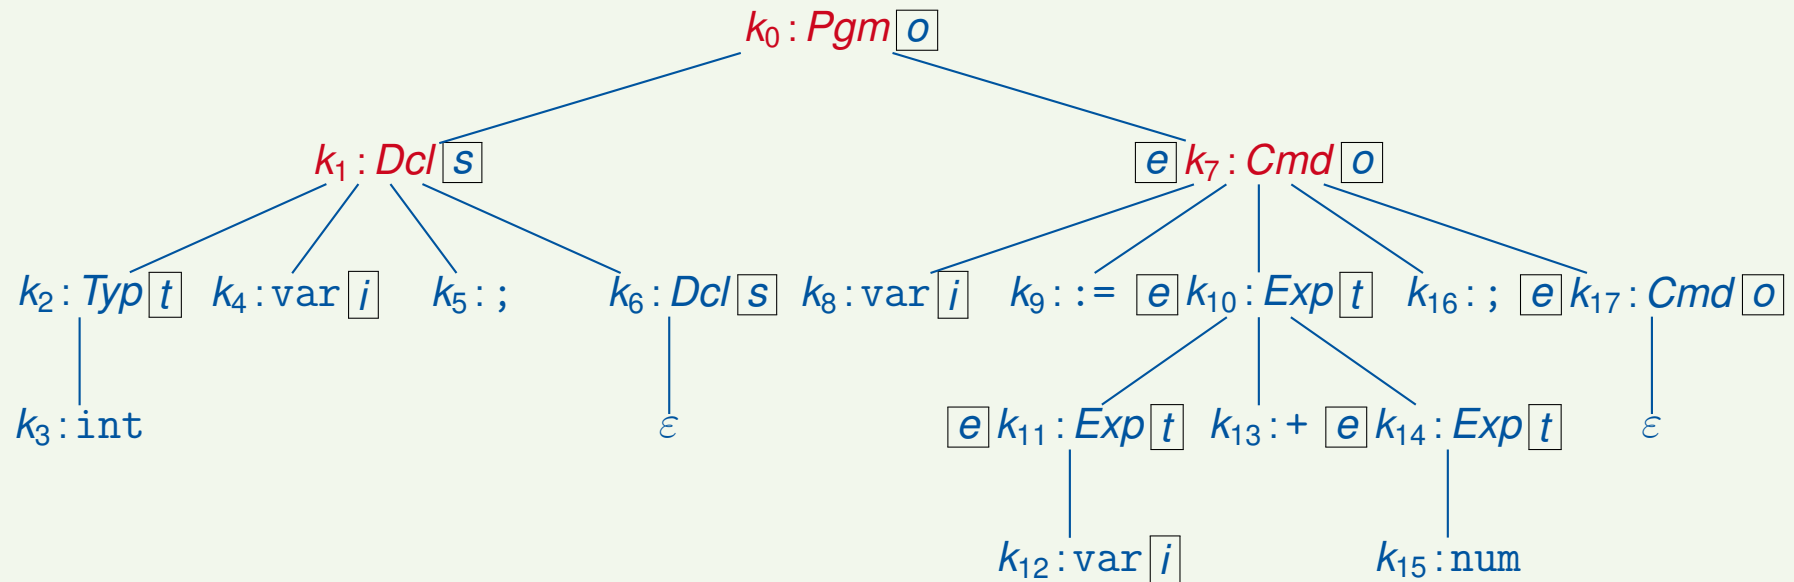 k₀ : Pgm o
k₁ : Dcl s e k₇ : Cmd o
k₂ : Typ t k₄ : var i k₅ : ; k₆ : Dcl s k₈ : var i k₉ : := e k₁₀ : Exp t k₁₆ : ; e k₁₇ : Cmd o
k₃ : int ε e k₁₁ : Exp t k₁₃ : + e k₁₄ : Exp t ε
k₁₂ : var i k₁₅ : num